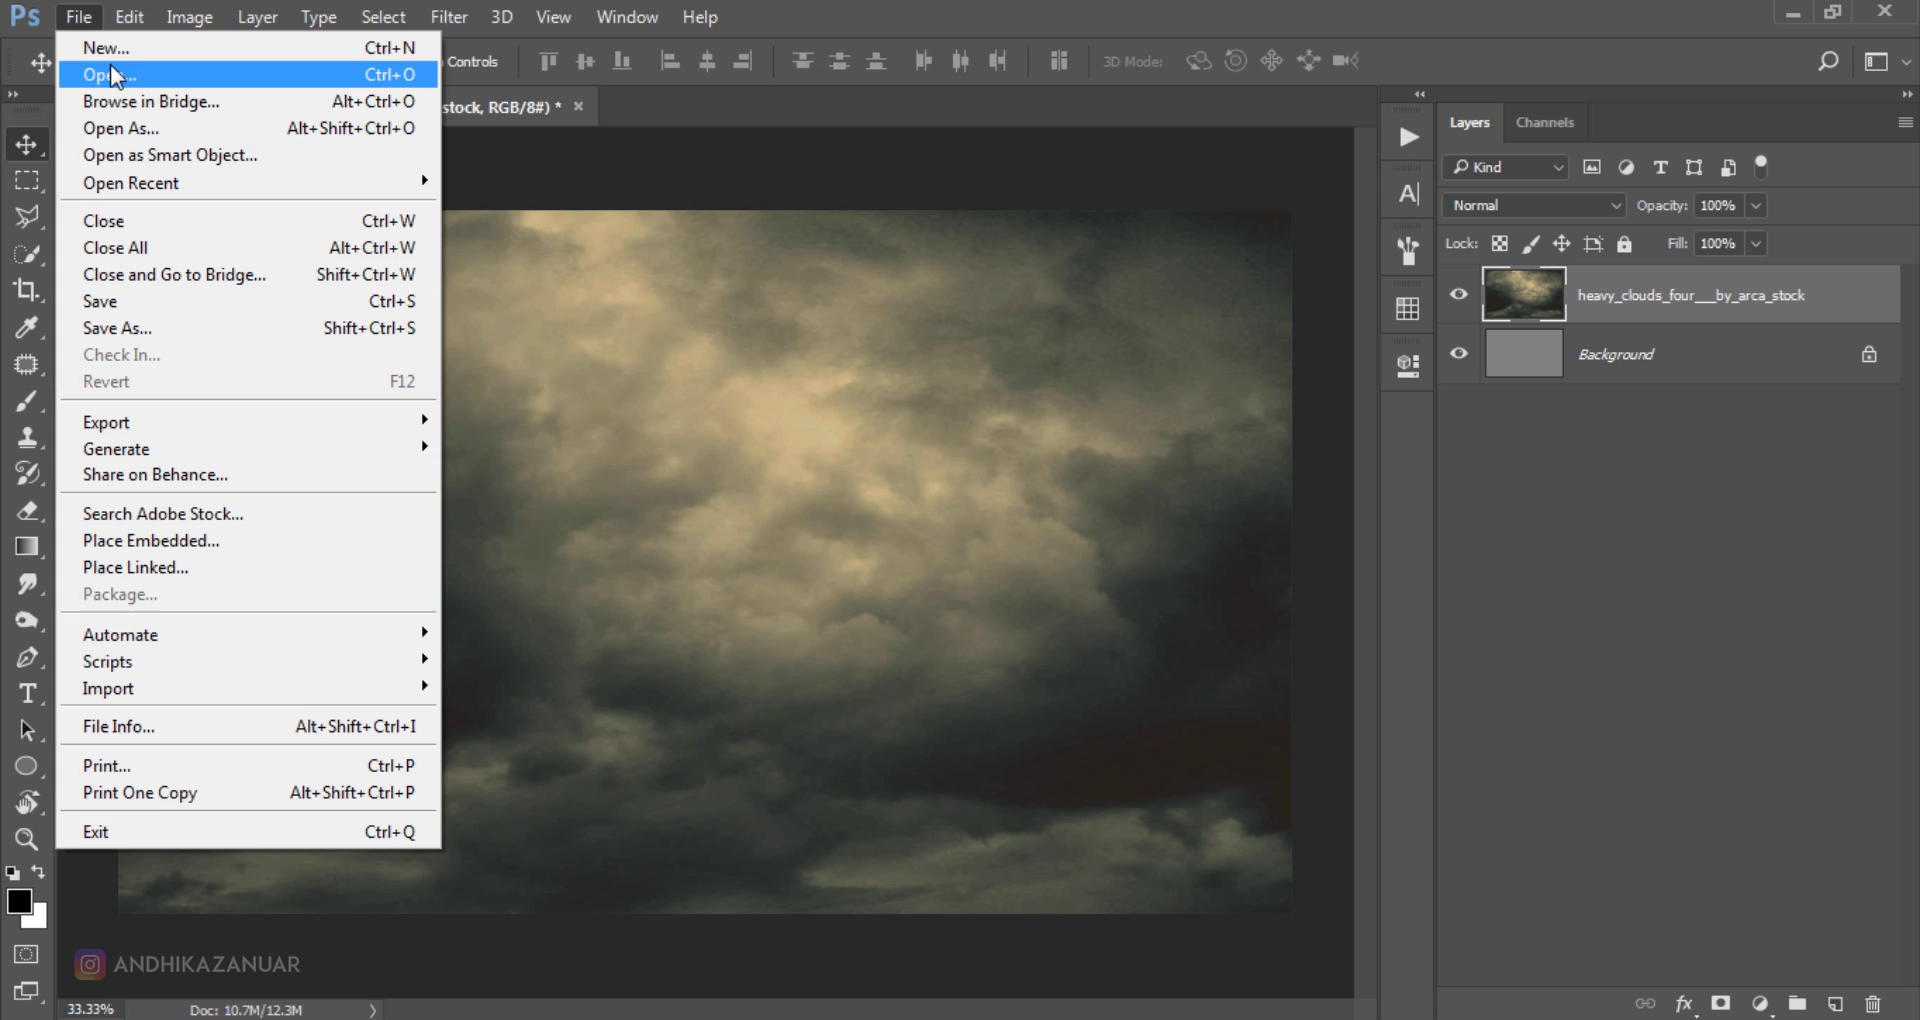 Ps File Edit Image Layer Type Select Filter 3D View Window Help
New... Ctrl+N
Ctrl+O
Browse in Bridge... Alt+Ctrl+O
Open As... Alt+Shift+Ctrl+O
Open as Smart Object...
Open Recent
Close Ctrl+W
Close All Alt+Ctrl+W
Close and Go to Bridge... Shift+Ctrl+W
Save Ctrl+S
Save As... Shift+Ctrl+S
Check In...
Revert F12
Export
Generate
Share on Behance...
Search Adobe Stock...
Place Embedded...
Place Linked...
Package...
Automate
Scripts
Import
File Info... Alt+Shift+Ctrl+I
Print... Ctrl+P
Print One Copy Alt+Shift+Ctrl+P
Exit Ctrl+Q
Controls
3D Mode:
stock, RGB/8#) *
Layers Channels
Kind
Normal Opacity: 100%
Lock: Fill: 100%
heavy_clouds_four___by_arca_stock
Background
ANDHIKAZANUAR
33.33% Doc: 10.7M/12.3M